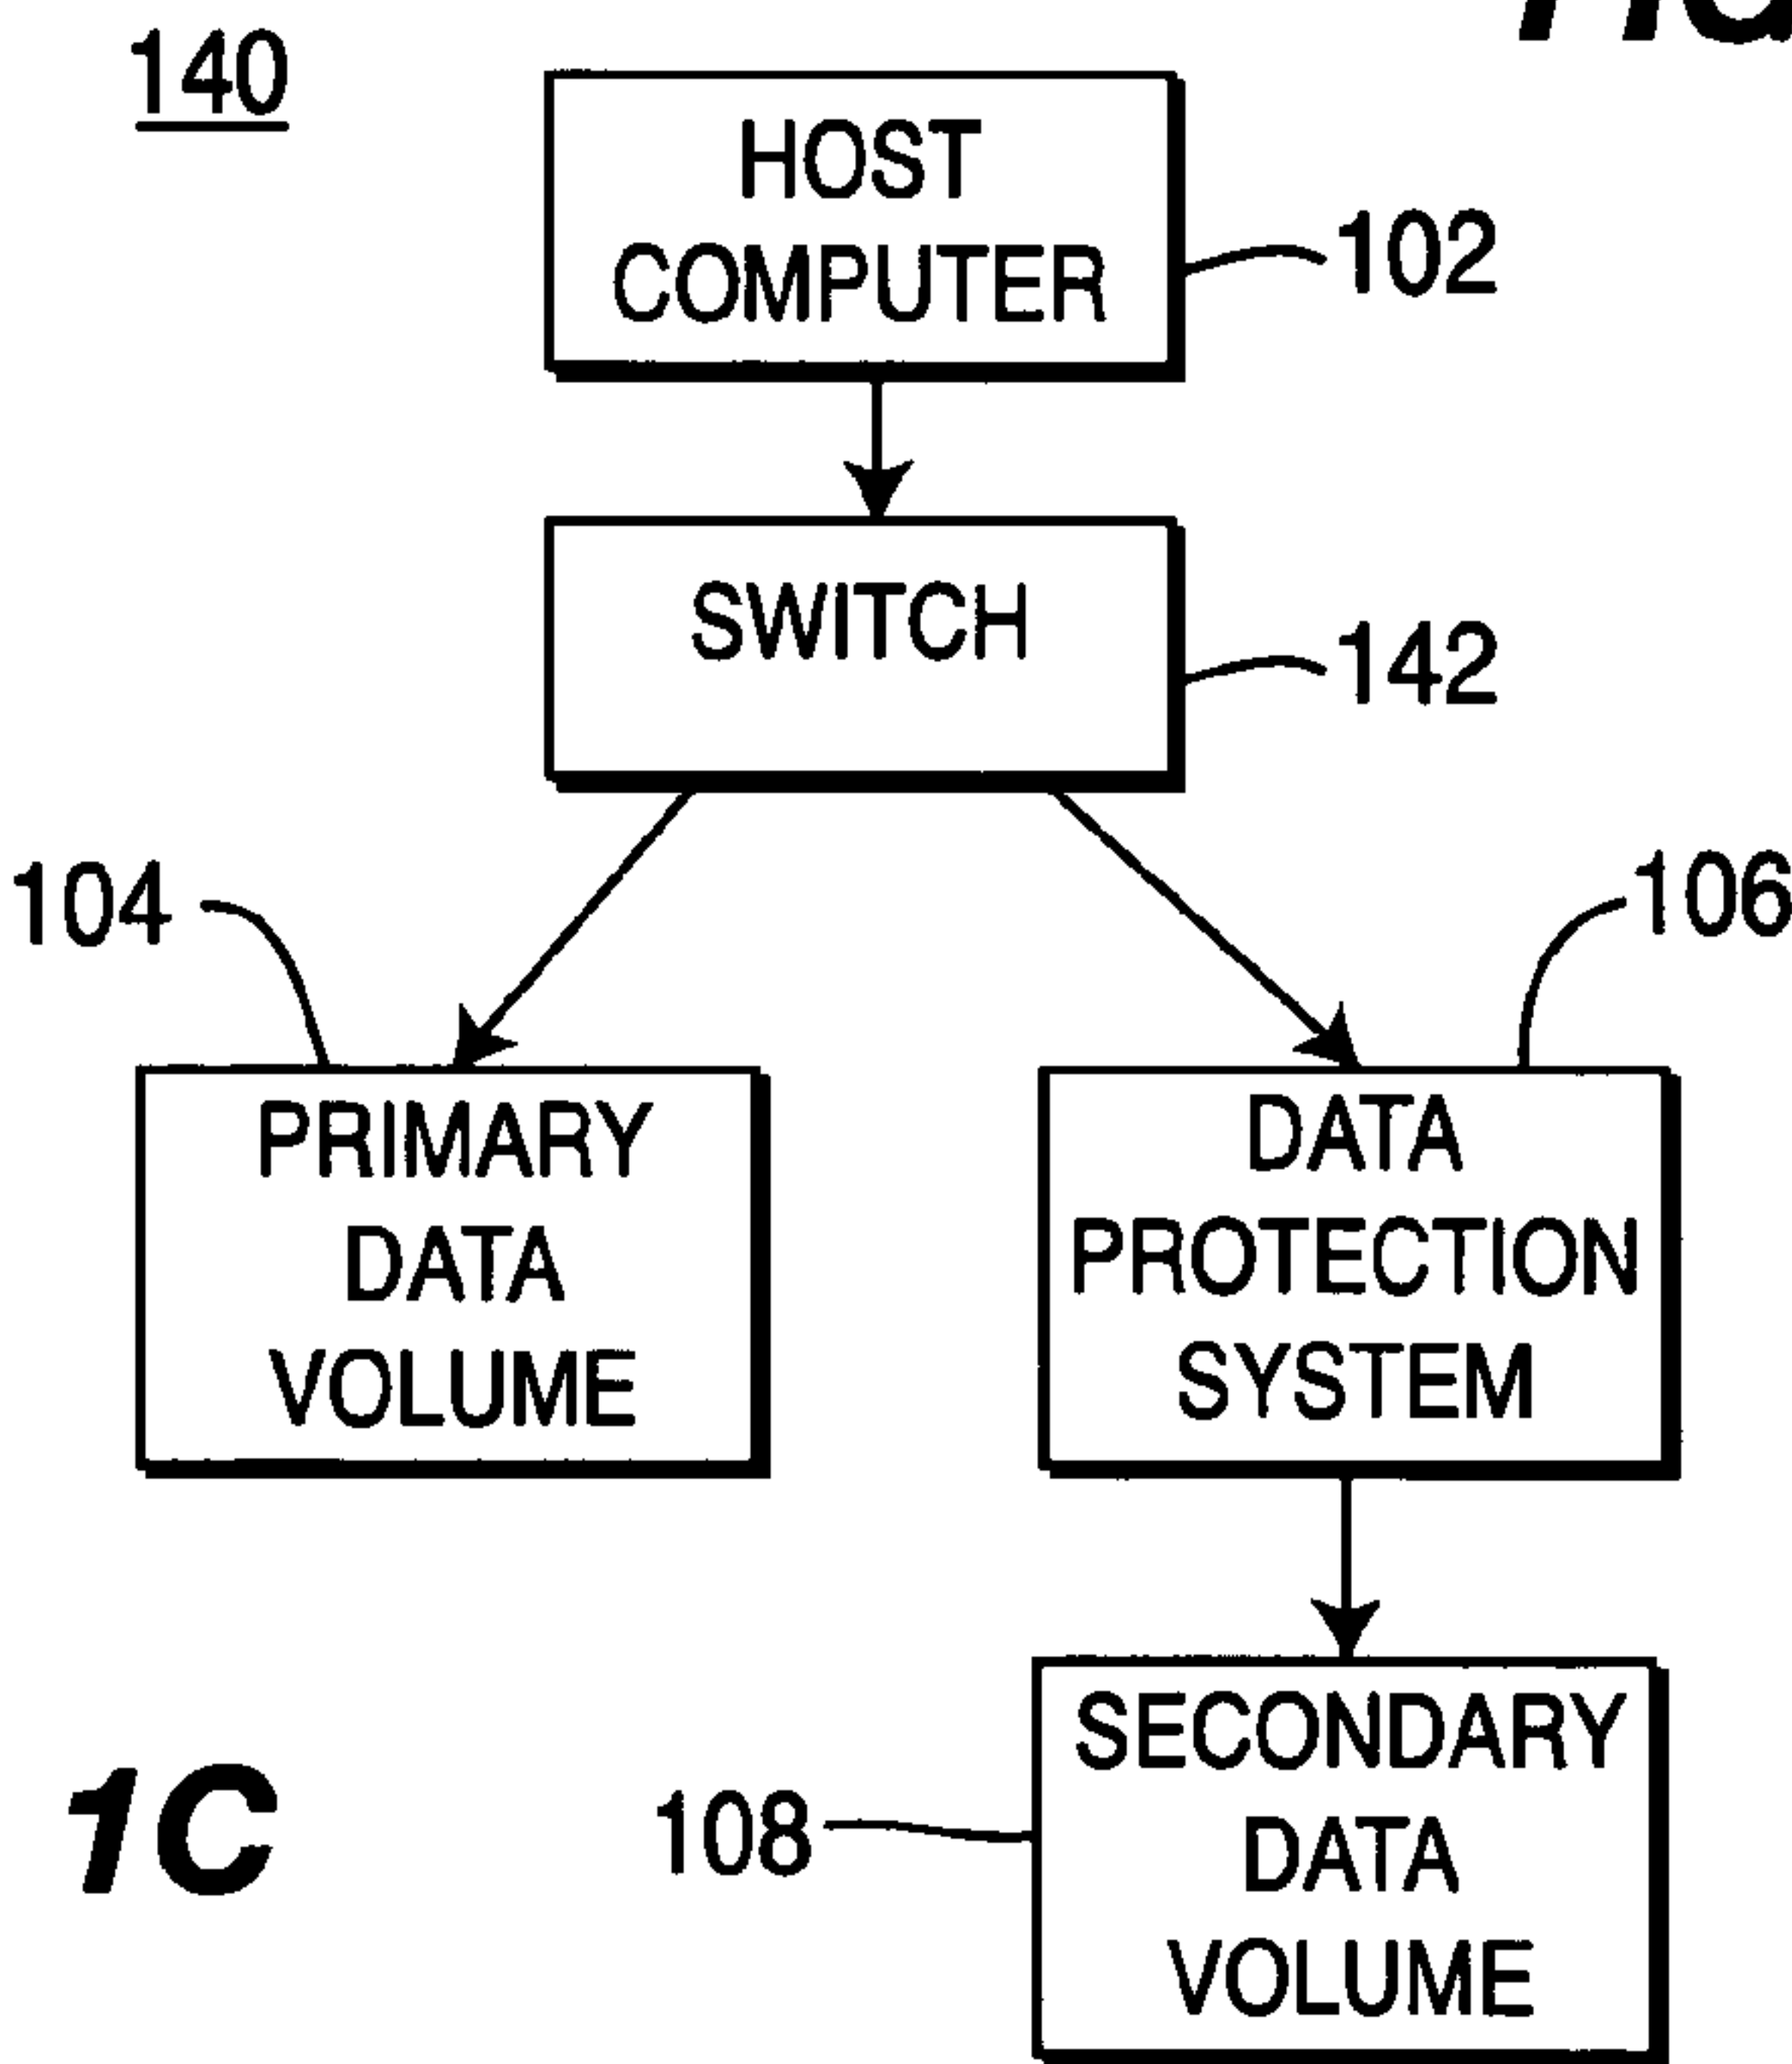 140
HOST
COMPUTER
102
SWITCH
142
104
106
PRIMARY
DATA
VOLUME
DATA
PROTECTION
SYSTEM
1C
108
SECONDARY
DATA
VOLUME